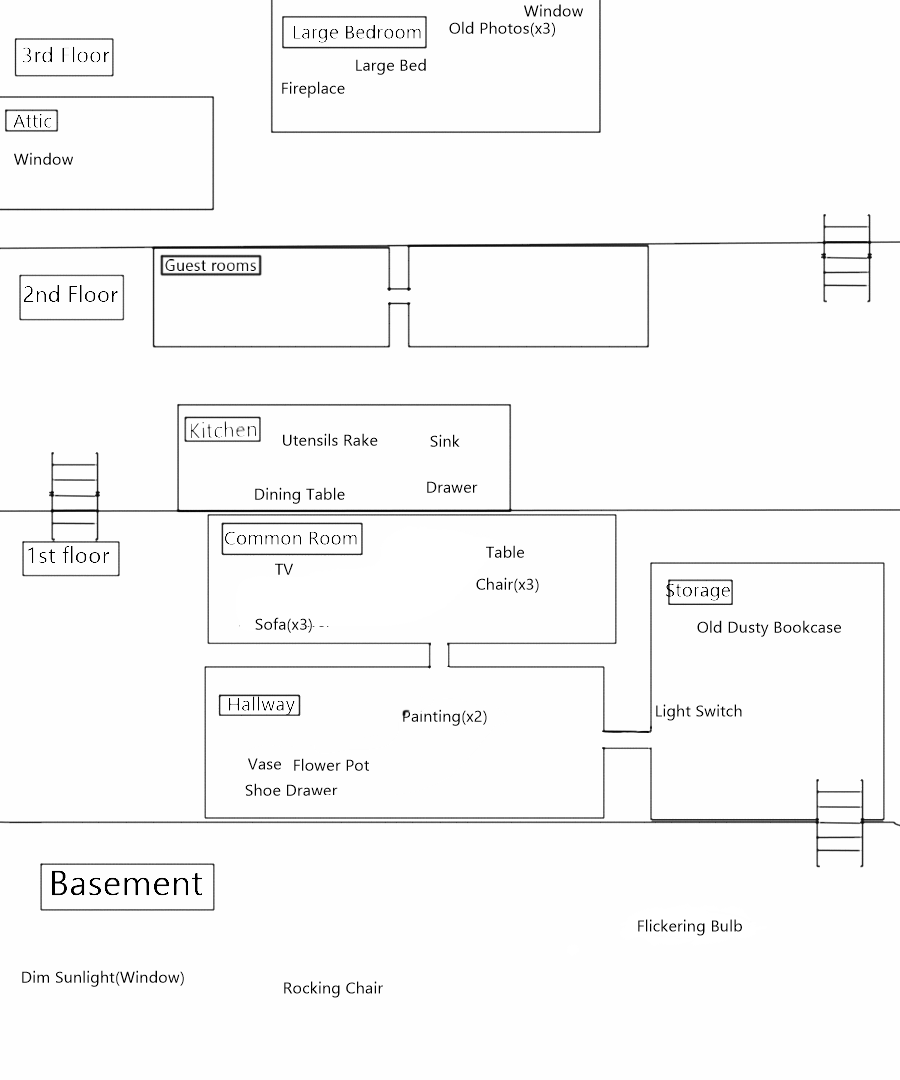 Window
Large Bedroom
Old Photos(x3)
3rd Floor
Large Bed
Fireplace
Attic
Window
Guest rooms
2nd Floor
Kitchen
Utensils Rake
Sink
Drawer
Dining Table
Common Room
1st floor
Table
TV
Chair(x3)
Sofa(x3)
Storage
Old Dusty Bookcase
Hallway
Painting(x2)
Light Switch
Vase Flower Pot
Shoe Drawer
Basement
Flickering Bulb
Dim Sunlight(Window)
Rocking Chair